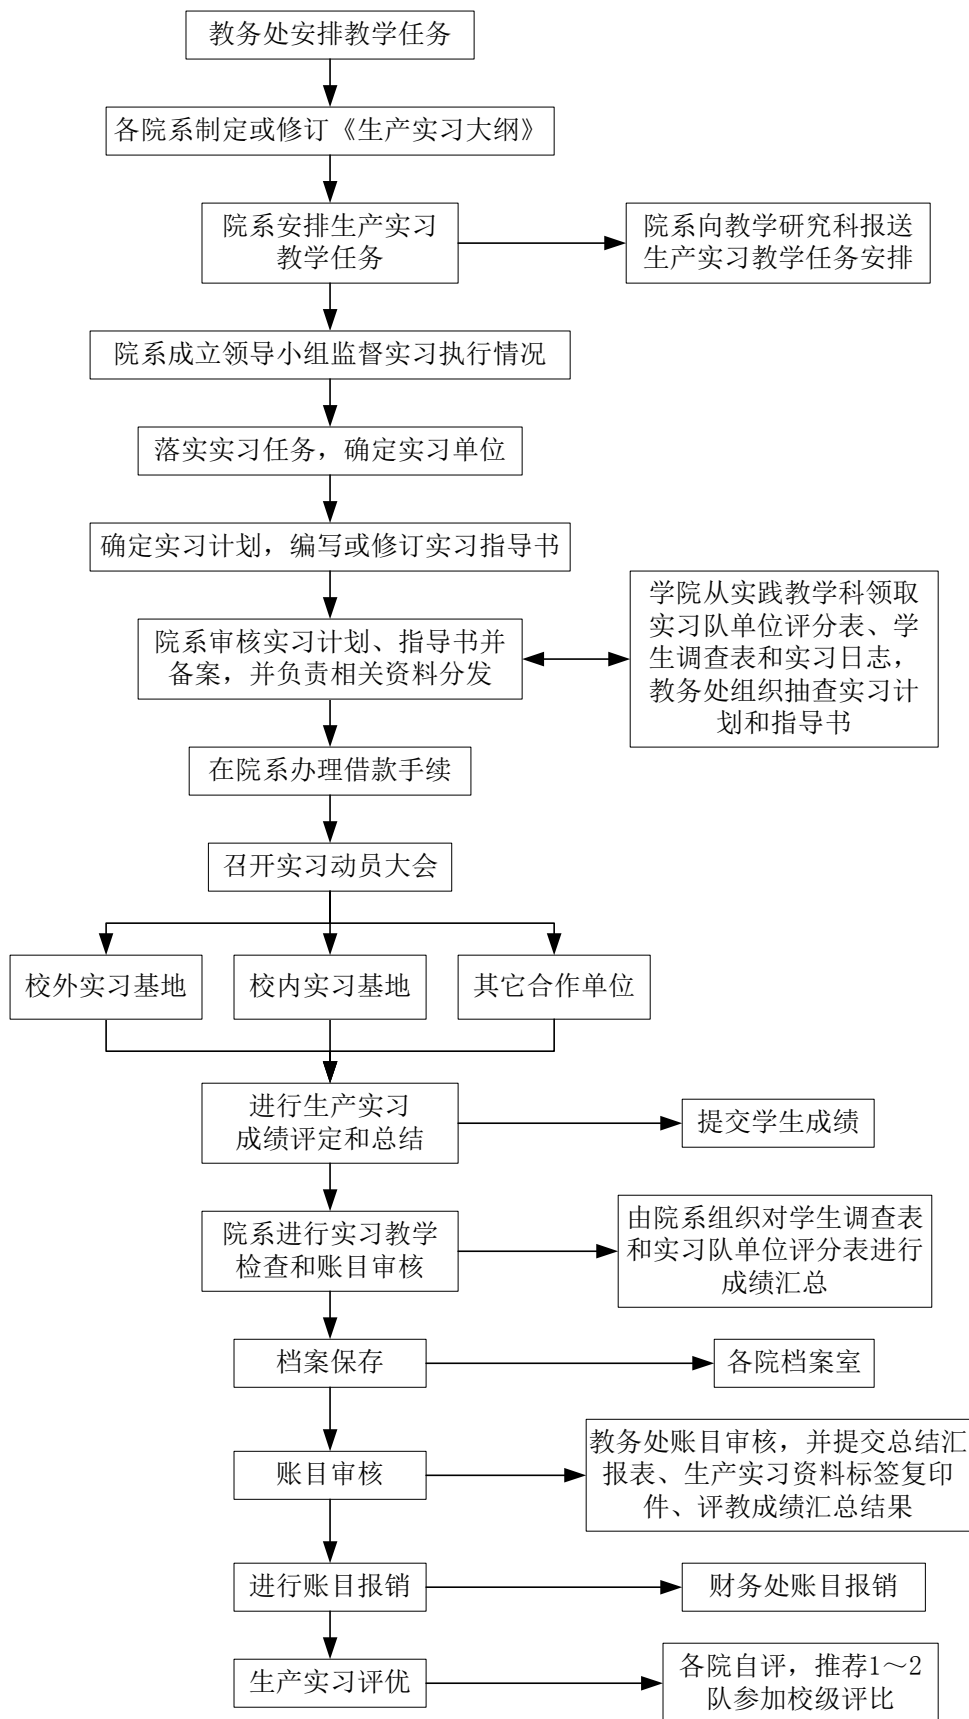 教务处安排教学任务
各院系制定或修订《生产实习大纲》
院系安排生产实习
教学任务
院系向教学研究科报送
生产实习教学任务安排
院系成立领导小组监督实习执行情况
落实实习任务，确定实习单位
确定实习计划，编写或修订实习指导书
院系审核实习计划、指导书并
备案，并负责相关资料分发
学院从实践教学科领取
实习队单位评分表、学
生调查表和实习日志，
教务处组织抽查实习计
划和指导书
在院系办理借款手续
召开实习动员大会
校外实习基地
校内实习基地
其它合作单位
进行生产实习
成绩评定和总结
提交学生成绩
院系进行实习教学
检查和账目审核
由院系组织对学生调查表
和实习队单位评分表进行
成绩汇总
档案保存
各院档案室
账目审核
教务处账目审核，并提交总结汇
报表、生产实习资料标签复印
件、评教成绩汇总结果
进行账目报销
财务处账目报销
生产实习评优
各院自评，推荐1～2
队参加校级评比